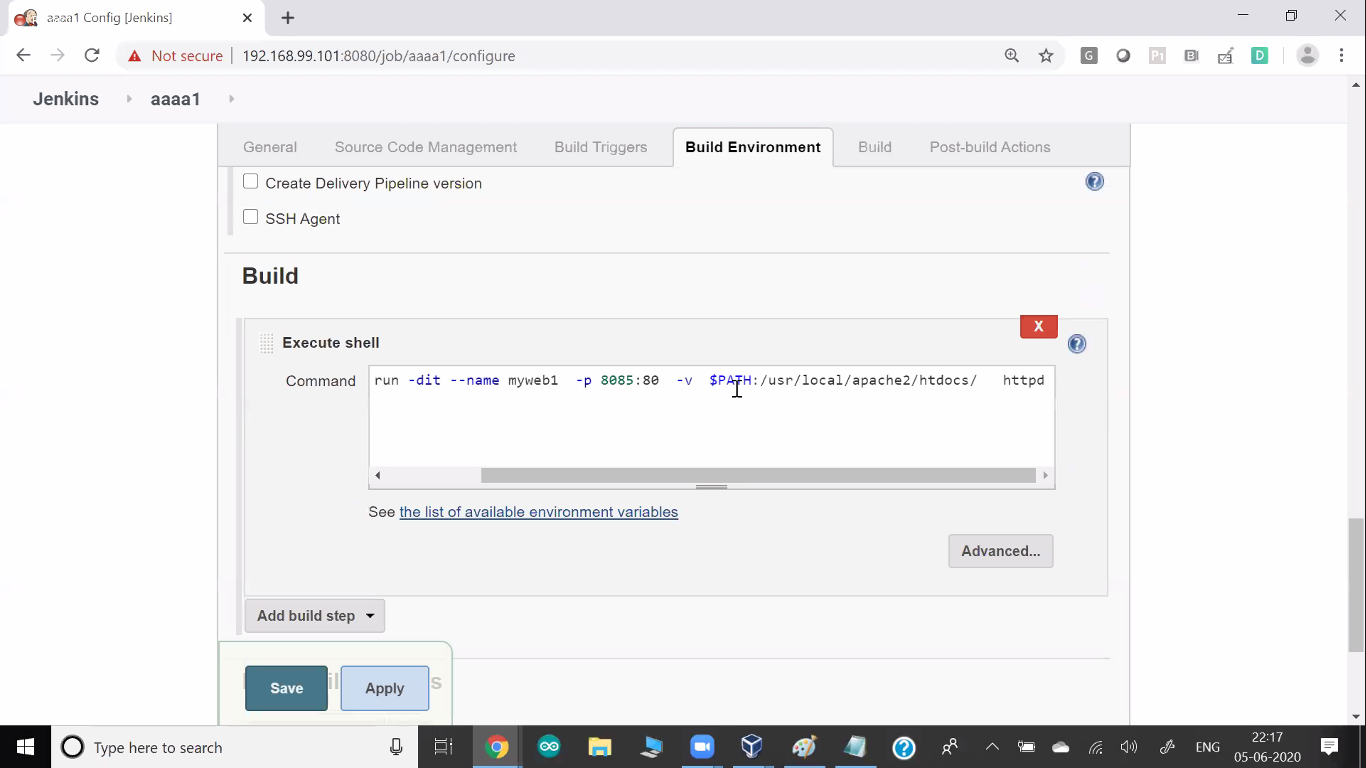 aaaa1 Config [Jenkins]
Not secure 192.168.99.101:8080/job/aaaa1/configure
Jenkins aaaa1
General Source Code Management Build Triggers Build Environment Build Post-build Actions
Create Delivery Pipeline version
SSH Agent
Build
X
Execute shell
Command run -dit --name myweb1 -p 8085:80 -v $PATH:/usr/local/apache2/htdocs/ httpd
See the list of available environment variables
Advanced...
Add build step
Save Apply
Type here to search
ENG
22:17
05-06-2020